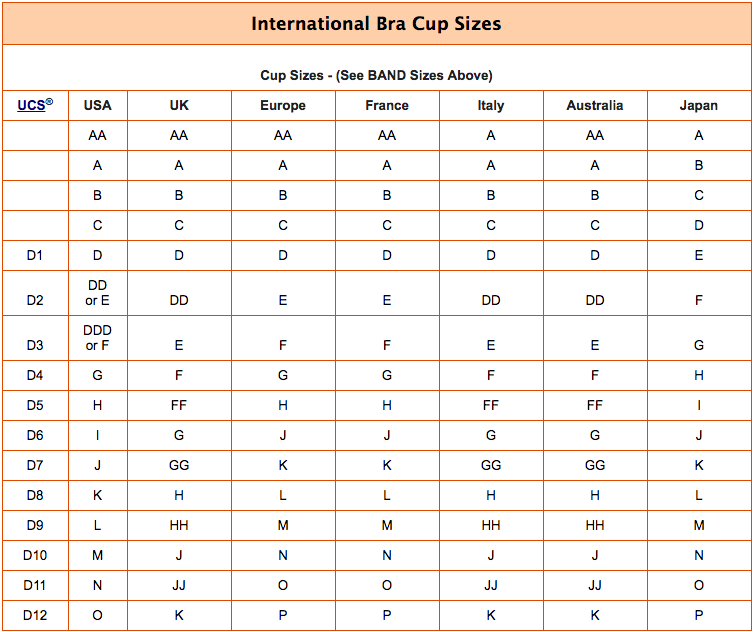 International Bra Cup Sizes
Cup Sizes - (See BAND Sizes Above)
UCS® USA UK Europe France Italy Australia Japan
AA AA AA AA A AA A
A A A A A A B
B B B B B B C
C C C C C C D
D1 D D D D D D E
DD
or E
D2 DD E E DD DD F
DDD
or F
D3 E F F E E G
D4 G F G G F F H
D5 H FF H H FF FF I
D6 I G J J G G J
D7 J GG K K GG GG K
D8 K H L L H H L
D9 L HH M M HH HH M
D10 M J N N J J N
D11 N JJ O O JJ JJ O
D12 O K P P K K P